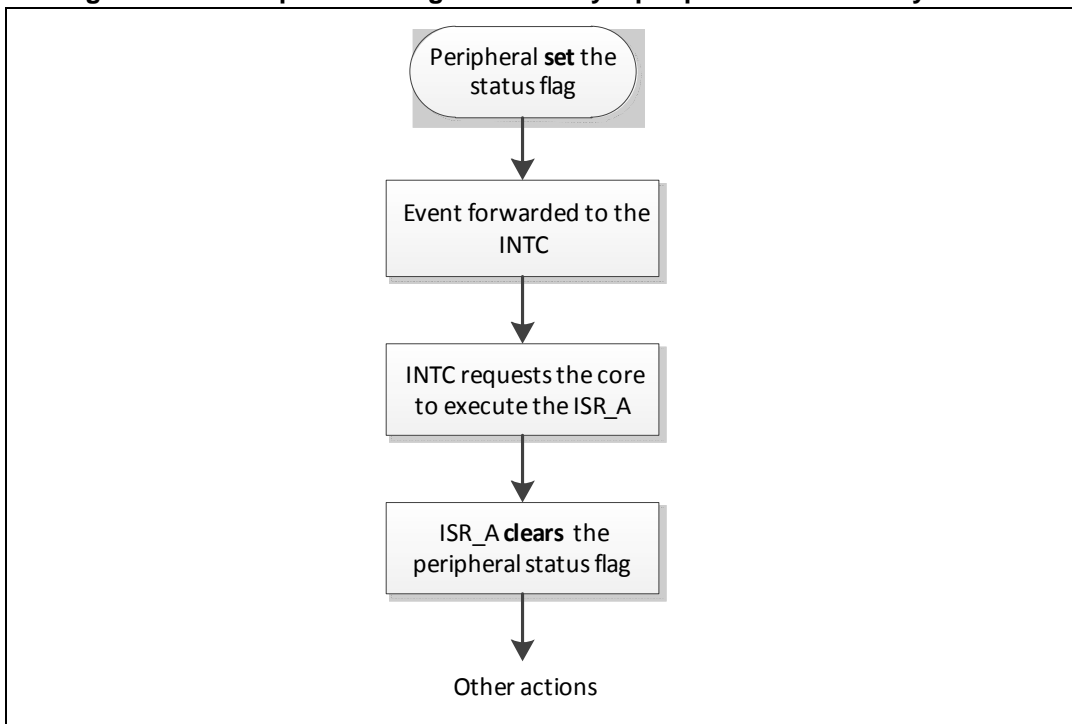 Peripheral set the
status flag
Event forwarded to the
INTC
INTC requests the core
to execute the ISR_A
ISR_A clears the
peripheral status flag
Other actions